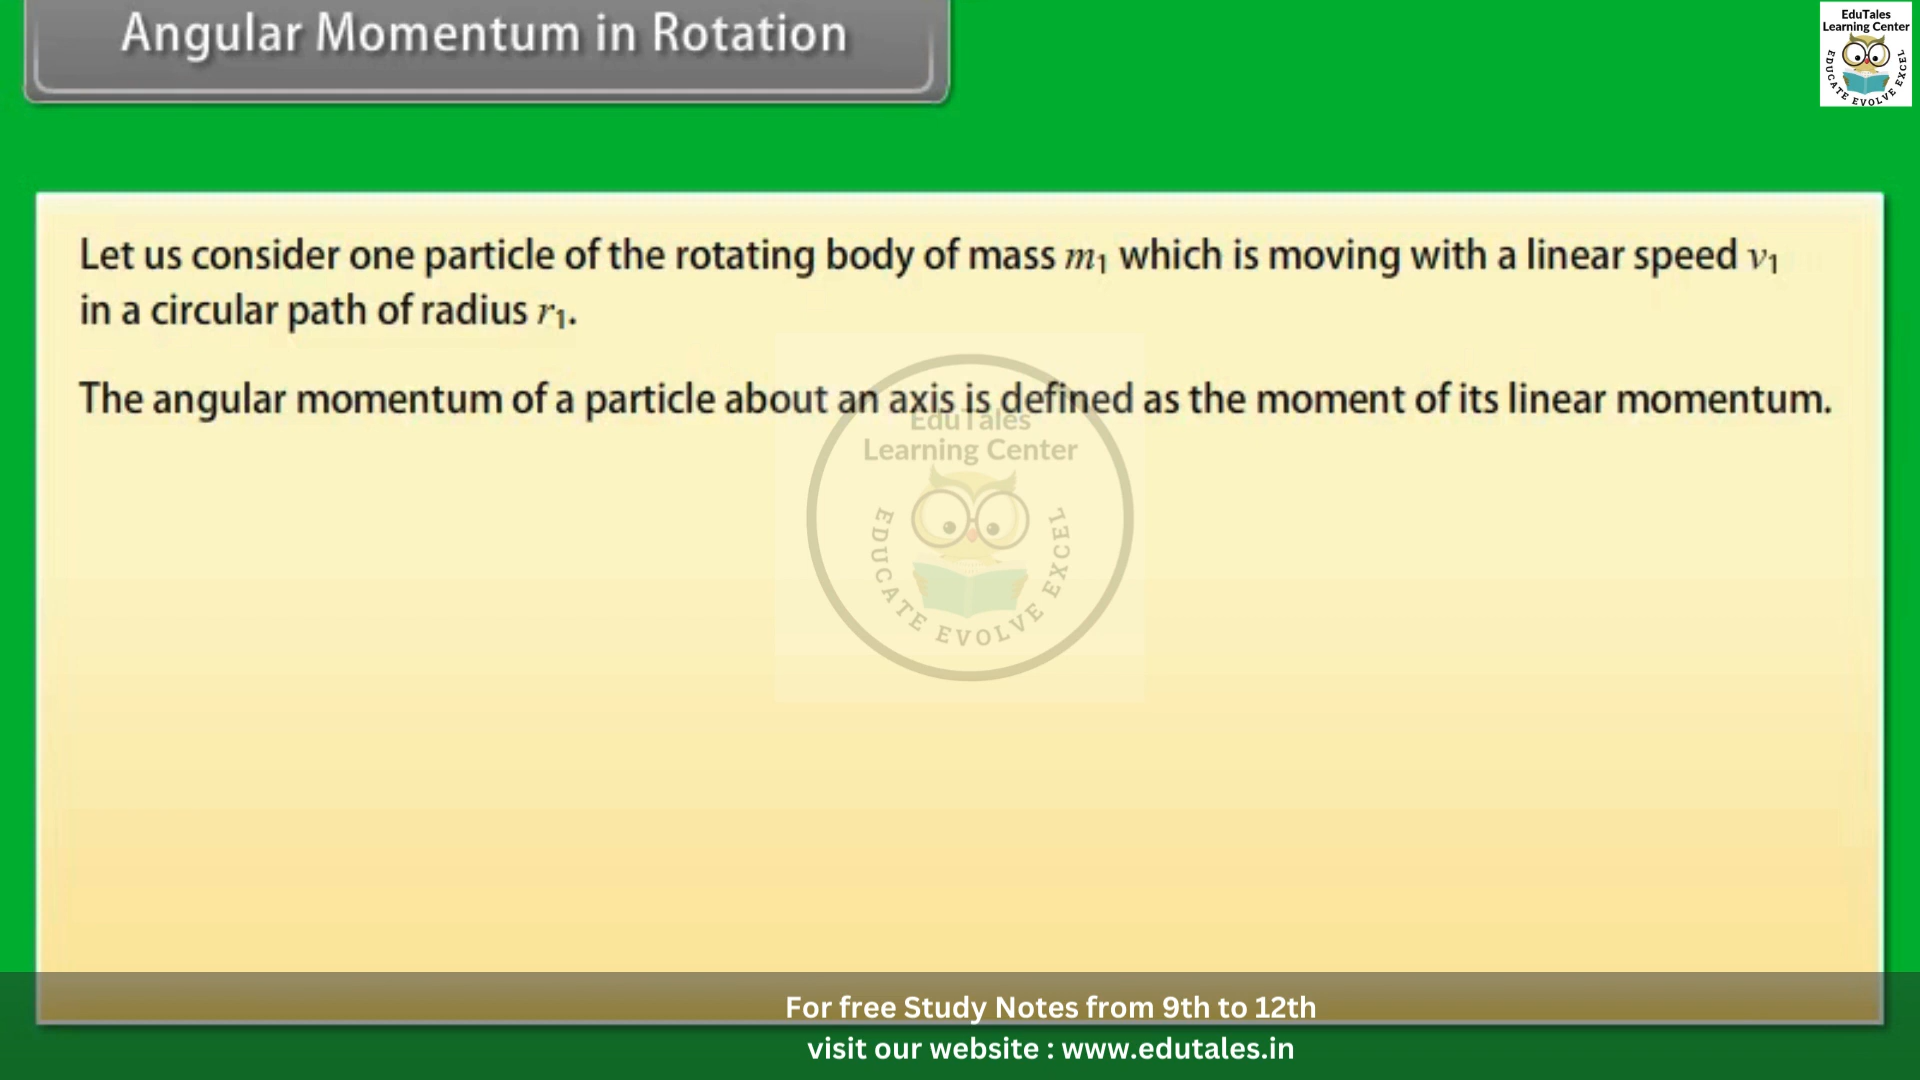 Angular Momentum in Rotation
EduTales
Learning Center
EDUCATE EVOLVE EXCEL
Let us consider one particle of the rotating body of mass m₁ which is moving with a linear speed v₁
in a circular path of radius r₁.
The angular momentum of a particle about an axis is defined as the moment of its linear momentum.
EduTales
Learning Center
EDUCATE EVOLVE EXCEL
For free Study Notes from 9th to 12th
visit our website : www.edutales.in